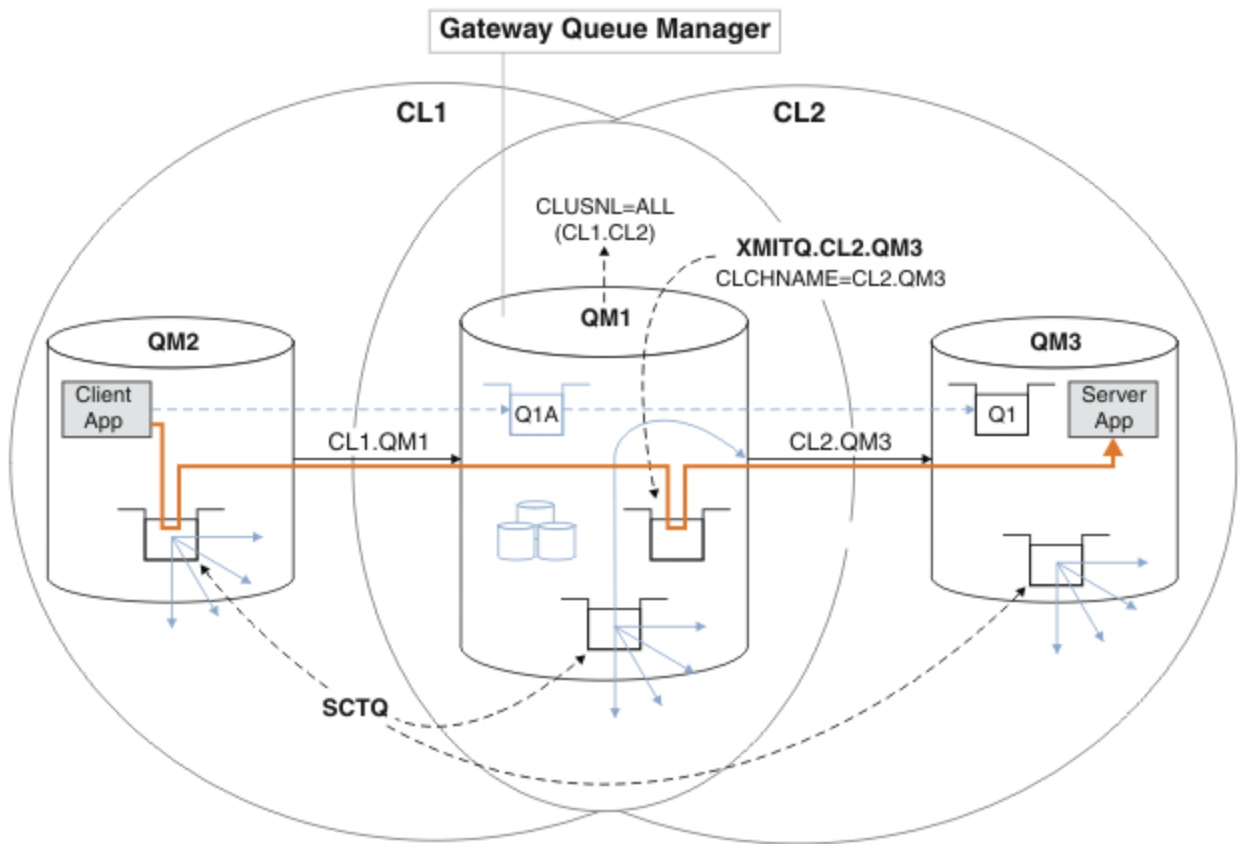 Gateway Queue Manager
CL1
CL2
CLUSNL=ALL
(CL1.CL2)
XMITQ.CL2.QM3
CLCHNAME=CL2.QM3
QM2
QM1
QM3
Client
App
Q1A
Q1
Server
App
CL1.QM1
CL2.QM3
SCTQ